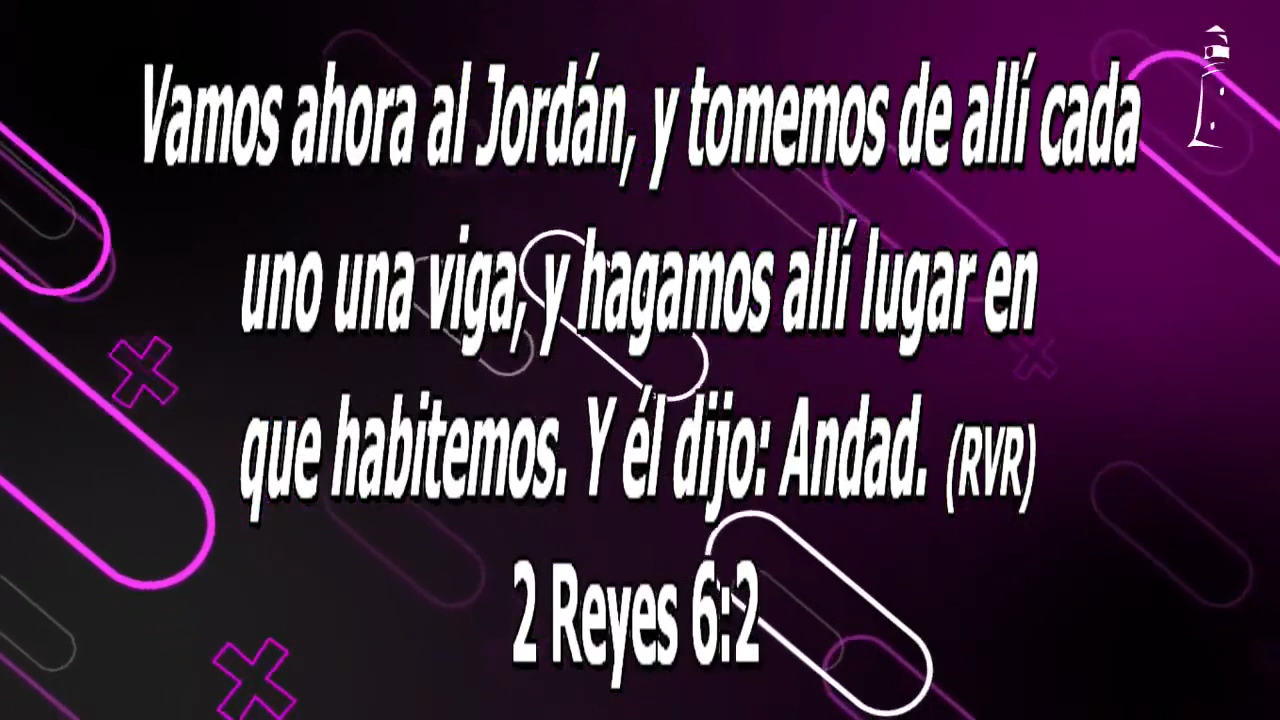 Vamos ahora al Jordán, y tomemos de allí cada
uno una viga, y hagamos allí lugar en
que habitemos. Y él dijo: Andad. (RVR)
2 Reyes 6:2